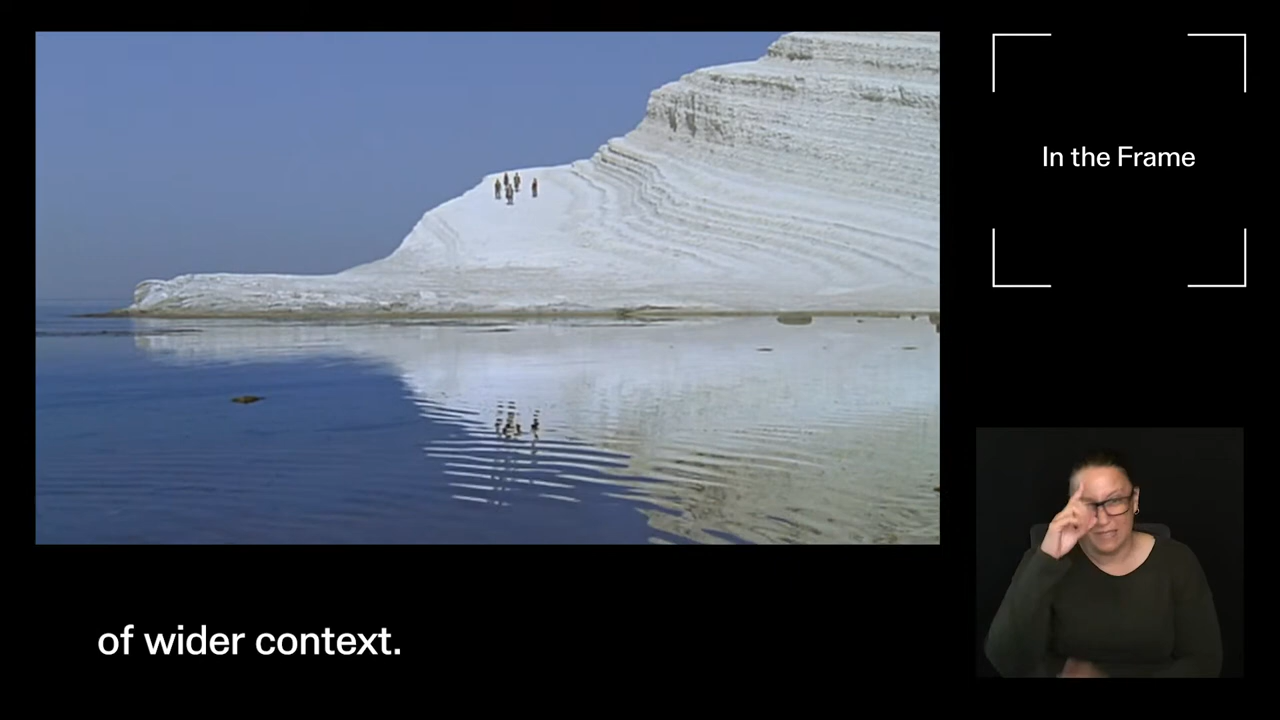 In the Frame
of wider context.